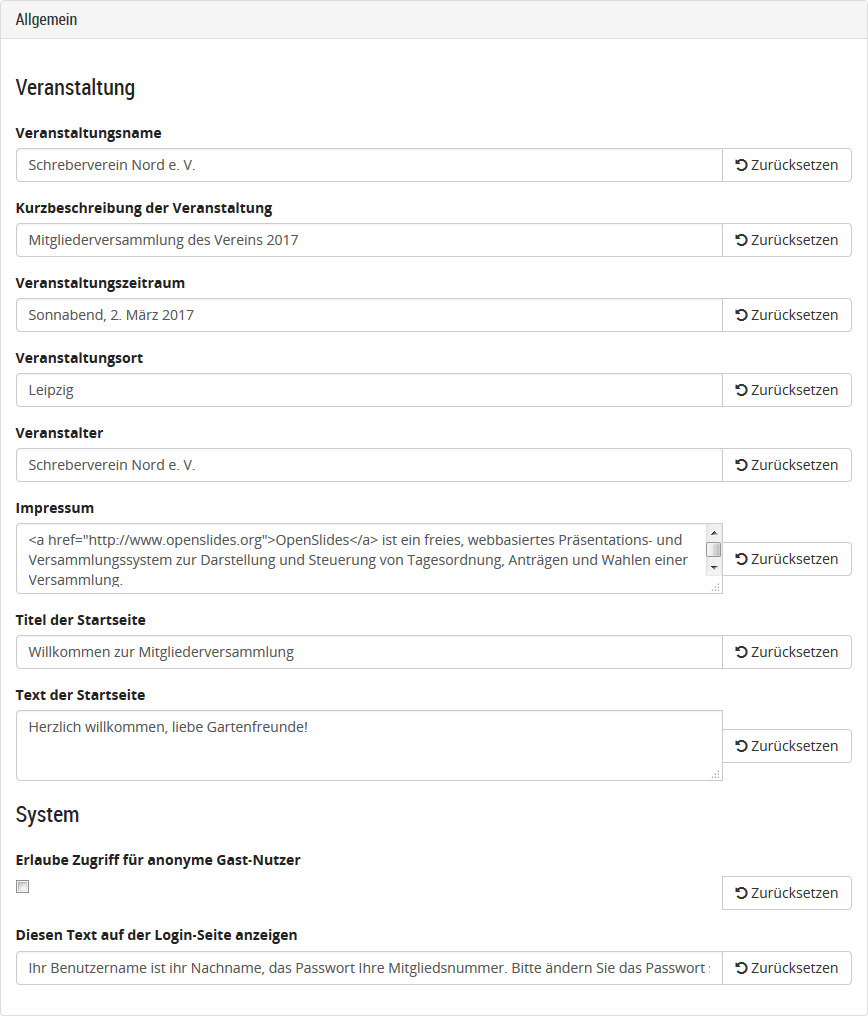 Allgemein
Veranstaltung
Veranstaltungsname
Schreberverein Nord e. V.
Zurücksetzen
Kurzbeschreibung der Veranstaltung
Mitgliederversammlung des Vereins 2017
Zurücksetzen
Veranstaltungszeitraum
Sonnabend, 2. März 2017
Zurücksetzen
Veranstaltungsort
Leipzig
Zurücksetzen
Veranstalter
Schreberverein Nord e. V.
Zurücksetzen
Impressum
<a href="http://www.openslides.org">OpenSlides</a> ist ein freies, webbasiertes Präsentations- und
Versammlungssystem zur Darstellung und Steuerung von Tagesordnung, Anträgen und Wahlen einer
Versammlung.
Zurücksetzen
Titel der Startseite
Willkommen zur Mitgliederversammlung
Zurücksetzen
Text der Startseite
Herzlich willkommen, liebe Gartenfreunde!
Zurücksetzen
System
Erlaube Zugriff für anonyme Gast-Nutzer
Zurücksetzen
Diesen Text auf der Login-Seite anzeigen
Ihr Benutzername ist ihr Nachname, das Passwort Ihre Mitgliedsnummer. Bitte ändern Sie das Passwort
Zurücksetzen